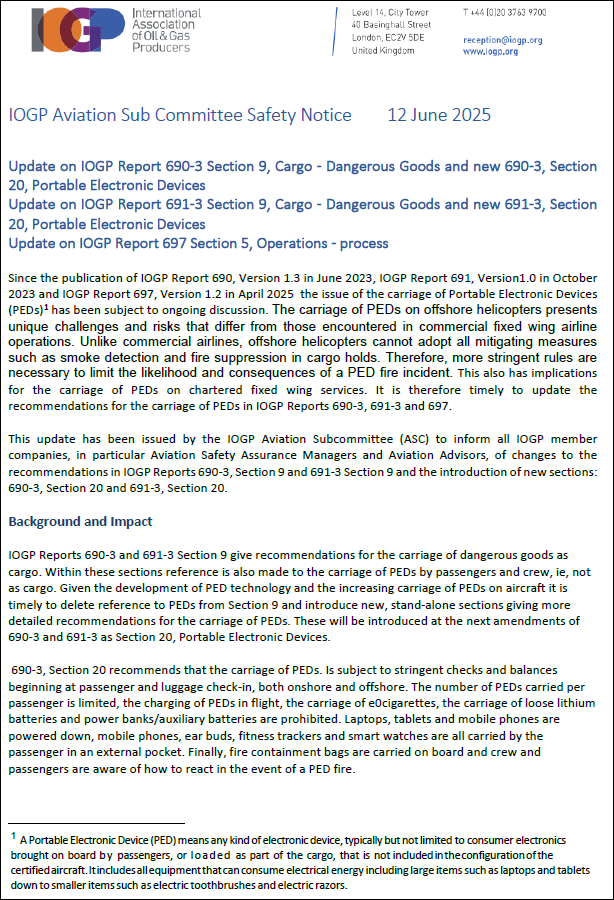 IOGP
International
Association
of Oil & Gas
Producers
Level 14, City Tower
40 Basinghall Street
London, EC2V 5DE
United Kingdom
T +44 (0)20 3763 9700
reception@iogp.org
www.iogp.org
IOGP Aviation Sub Committee Safety Notice 12 June 2025
Update on IOGP Report 690-3 Section 9, Cargo - Dangerous Goods and new 690-3, Section
20, Portable Electronic Devices
Update on IOGP Report 691-3 Section 9, Cargo - Dangerous Goods and new 691-3, Section
20, Portable Electronic Devices
Update on IOGP Report 697 Section 5, Operations - process
Since the publication of IOGP Report 690, Version 1.3 in June 2023, IOGP Report 691, Version1.0 in October
2023 and IOGP Report 697, Version 1.2 in April 2025 the issue of the carriage of Portable Electronic Devices
(PEDs)¹ has been subject to ongoing discussion. The carriage of PEDs on offshore helicopters presents
unique challenges and risks that differ from those encountered in commercial fixed wing airline
operations. Unlike commercial airlines, offshore helicopters cannot adopt all mitigating measures
such as smoke detection and fire suppression in cargo holds. Therefore, more stringent rules are
necessary to limit the likelihood and consequences of a PED fire incident. This also has implications
for the carriage of PEDs on chartered fixed wing services. It is therefore timely to update the
recommendations for the carriage of PEDs in IOGP Reports 690-3, 691-3 and 697.
This update has been issued by the IOGP Aviation Subcommittee (ASC) to inform all IOGP member
companies, in particular Aviation Safety Assurance Managers and Aviation Advisors, of changes to the
recommendations in IOGP Reports 690-3, Section 9 and 691-3 Section 9 and the introduction of new sections:
690-3, Section 20 and 691-3, Section 20.
Background and Impact
IOGP Reports 690-3 and 691-3 Section 9 give recommendations for the carriage of dangerous goods as
cargo. Within these sections reference is also made to the carriage of PEDs by passengers and crew, ie, not
as cargo. Given the development of PED technology and the increasing carriage of PEDs on aircraft it is
timely to delete reference to PEDs from Section 9 and introduce new, stand-alone sections giving more
detailed recommendations for the carriage of PEDs. These will be introduced at the next amendments of
690-3 and 691-3 as Section 20, Portable Electronic Devices.
690-3, Section 20 recommends that the carriage of PEDs. Is subject to stringent checks and balances
beginning at passenger and luggage check-in, both onshore and offshore. The number of PEDs carried per
passenger is limited, the charging of PEDs in flight, the carriage of e0cigarettes, the carriage of loose lithium
batteries and power banks/auxiliary batteries are prohibited. Laptops, tablets and mobile phones are
powered down, mobile phones, ear buds, fitness trackers and smart watches are all carried by the
passenger in an external pocket. Finally, fire containment bags are carried on board and crew and
passengers are aware of how to react in the event of a PED fire.
¹ A Portable Electronic Device (PED) means any kind of electronic device, typically but not limited to consumer electronics
brought on board by passengers, or loaded as part of the cargo, that is not included in the configuration of the
certified aircraft. It includes all equipment that can consume electrical energy including large items such as laptops and tablets
down to smaller items such as electric toothbrushes and electric razors.